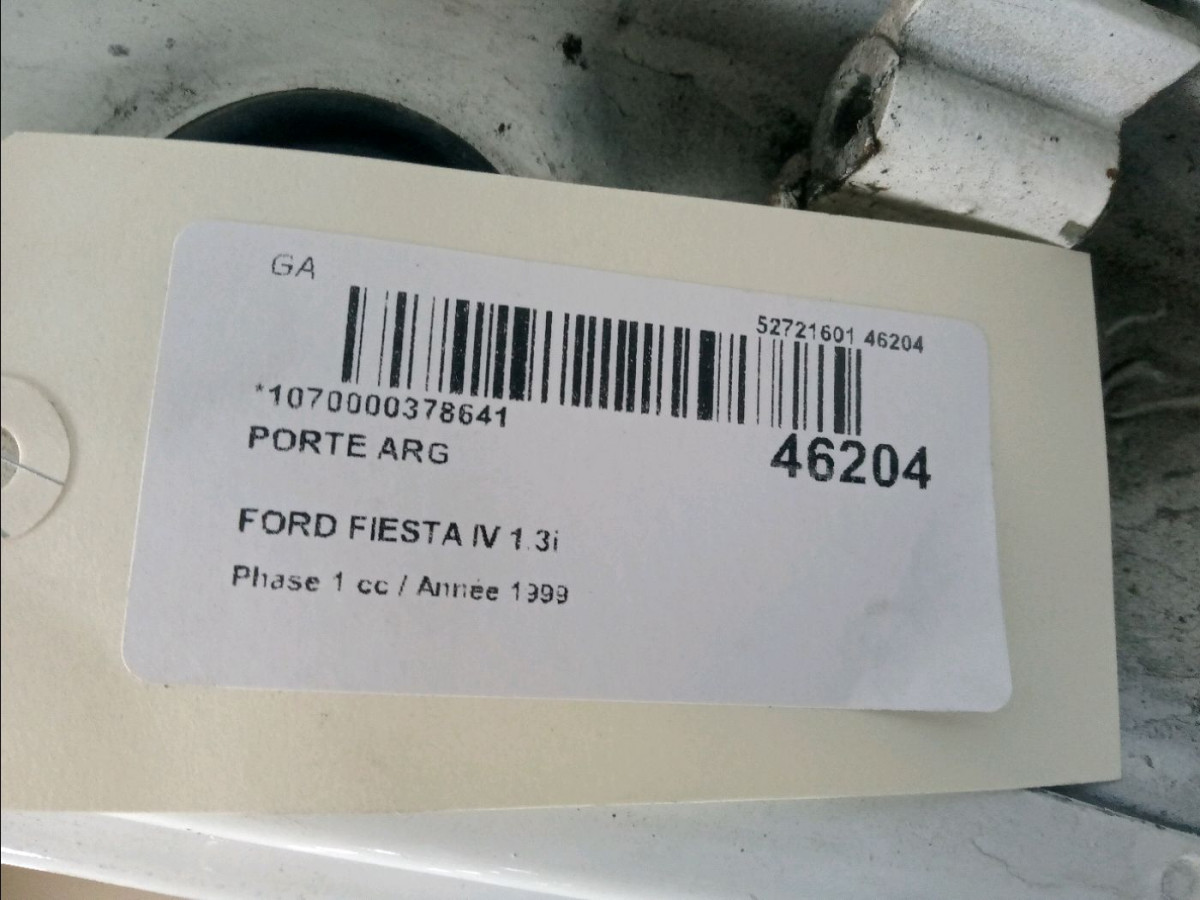 GA
52721601 46204
*1070000378641
PORTE ARG
46204
FORD FIESTA IV 1.3i
Phase 1 cc / Année 1999